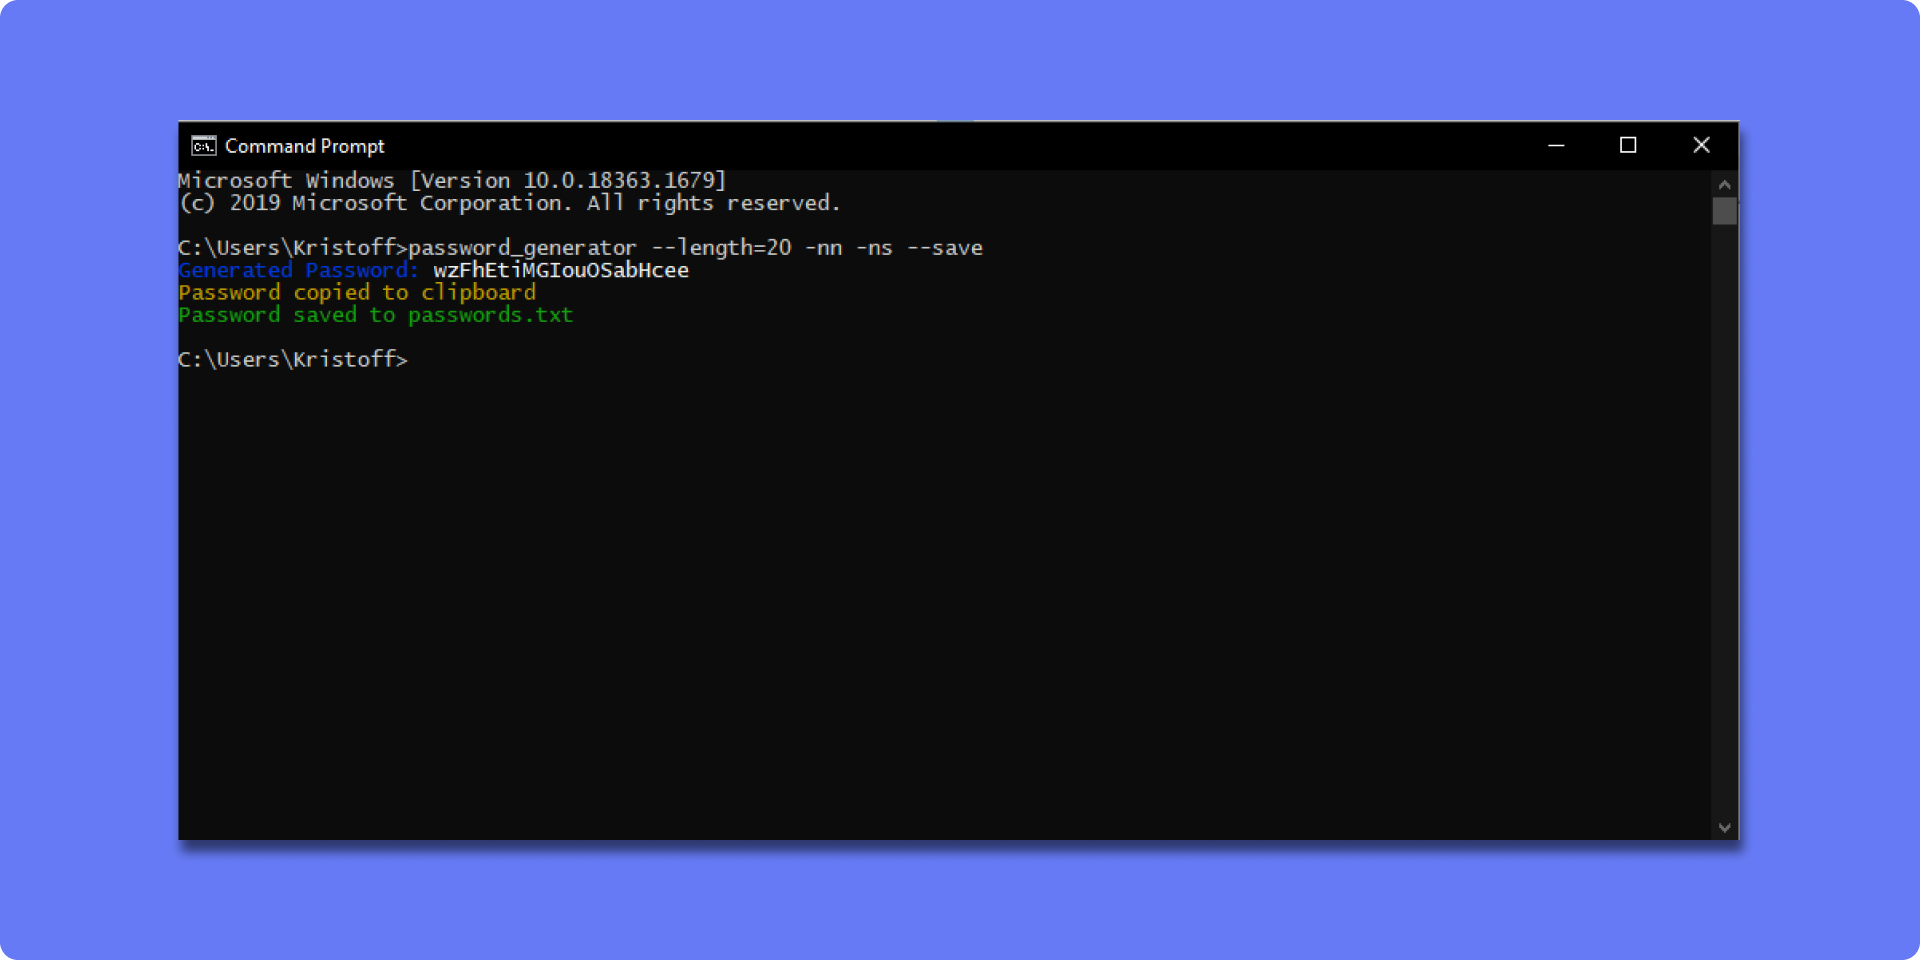 Command Prompt
Microsoft Windows [Version 10.0.18363.1679]
(c) 2019 Microsoft Corporation. All rights reserved.
C:\Users\Kristoff>password_generator --length=20 -nn -ns --save
Generated Password: wzFhEtiMGIouOSabHcee
Password copied to clipboard
Password saved to passwords.txt
C:\Users\Kristoff>